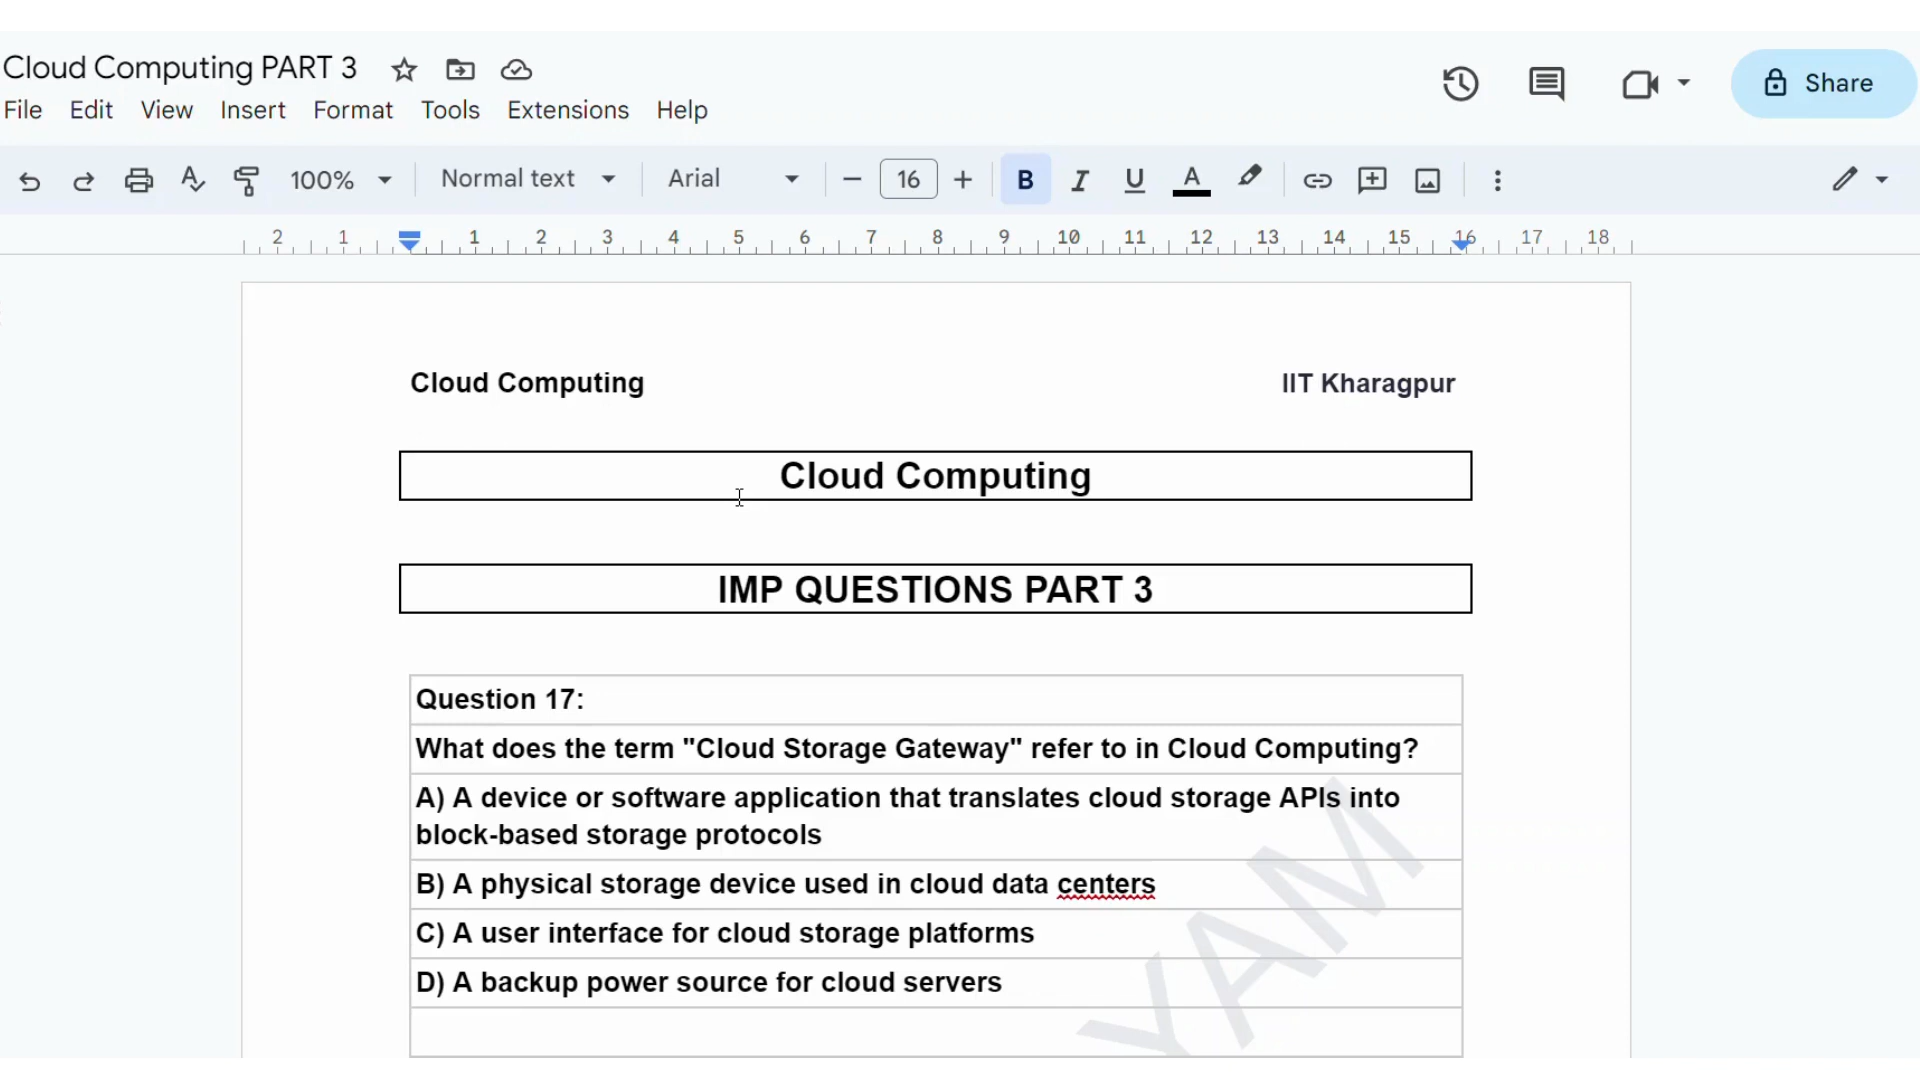 Cloud Computing PART 3
File Edit View Insert Format Tools Extensions Help
Share
100% Normal text Arial 16 B I U A
2 1 1 2 3 4 5 6 7 8 9 10 11 12 13 14 15 16 17 18
Cloud Computing IIT Kharagpur
Cloud Computing
IMP QUESTIONS PART 3
Question 17:
What does the term "Cloud Storage Gateway" refer to in Cloud Computing?
A) A device or software application that translates cloud storage APIs into
block-based storage protocols
B) A physical storage device used in cloud data centers
C) A user interface for cloud storage platforms
D) A backup power source for cloud servers
YAM